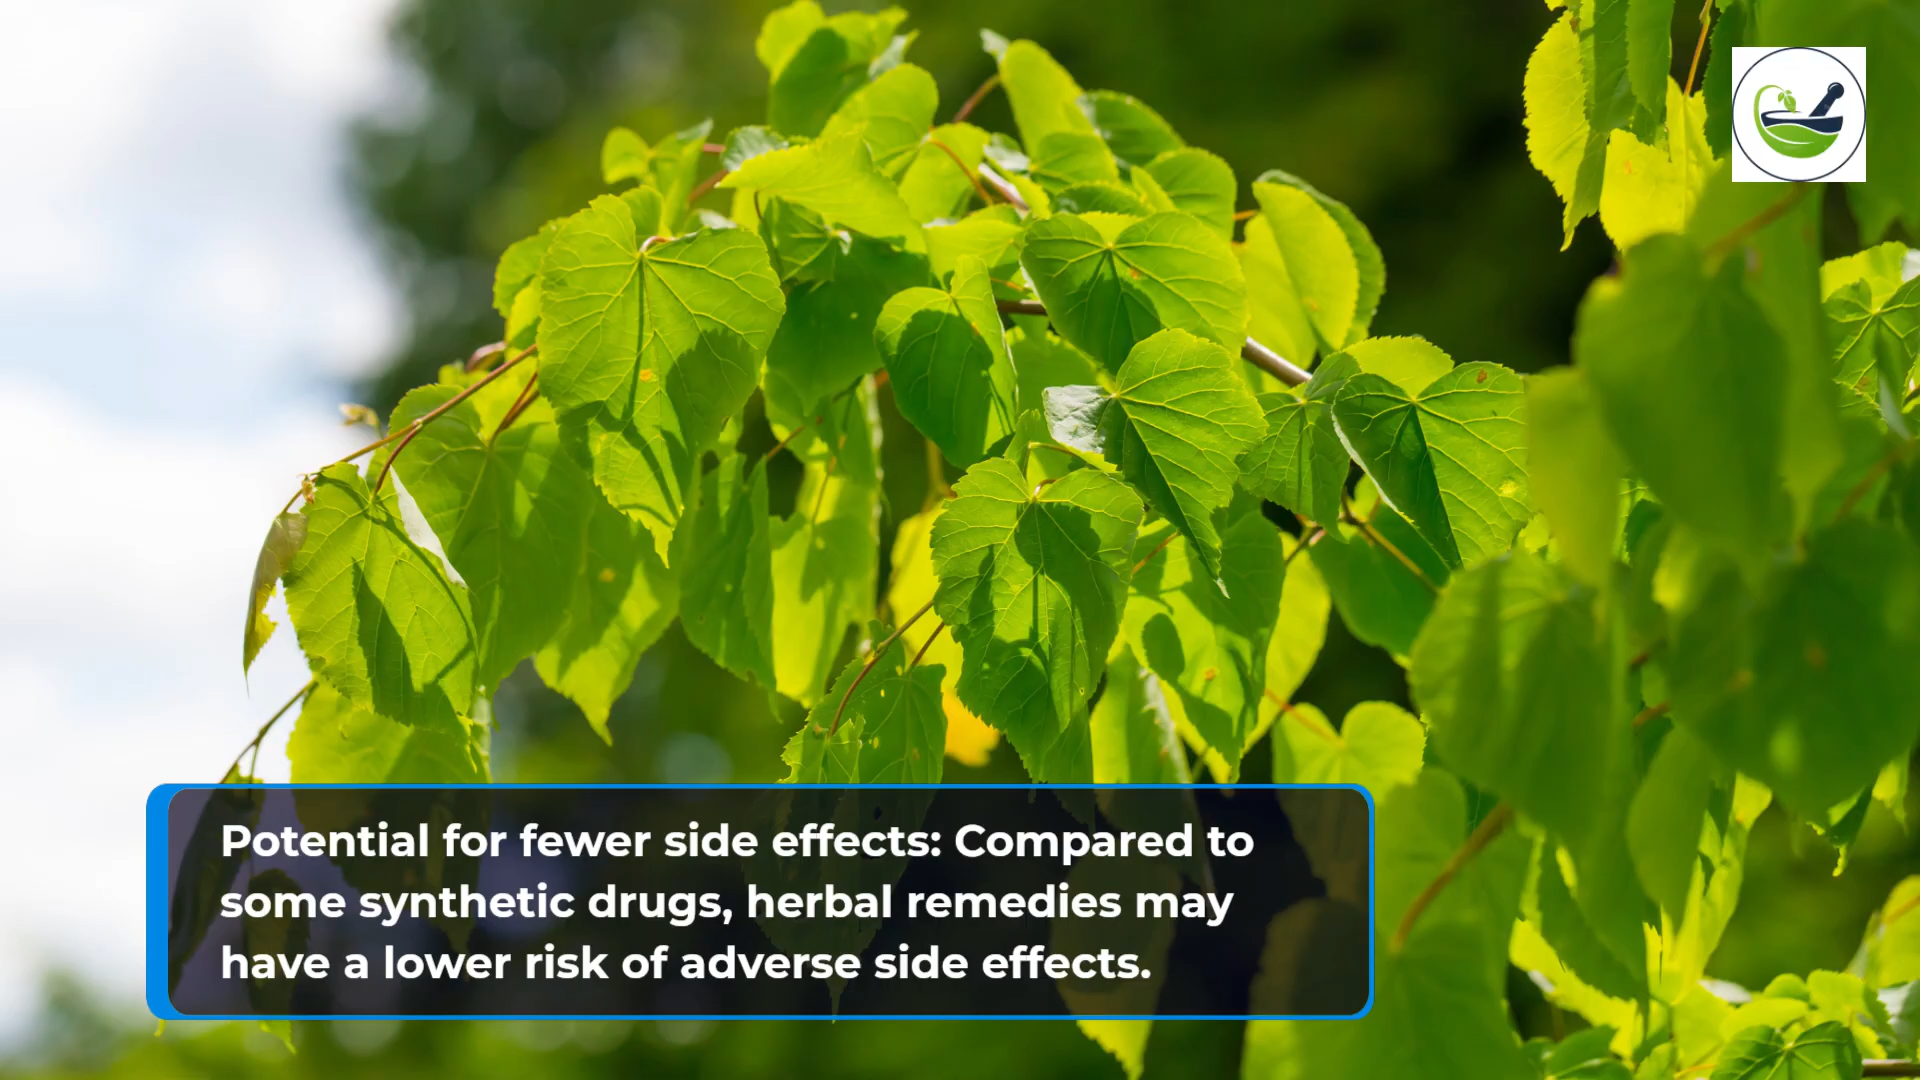 Potential for fewer side effects: Compared to
some synthetic drugs, herbal remedies may
have a lower risk of adverse side effects.